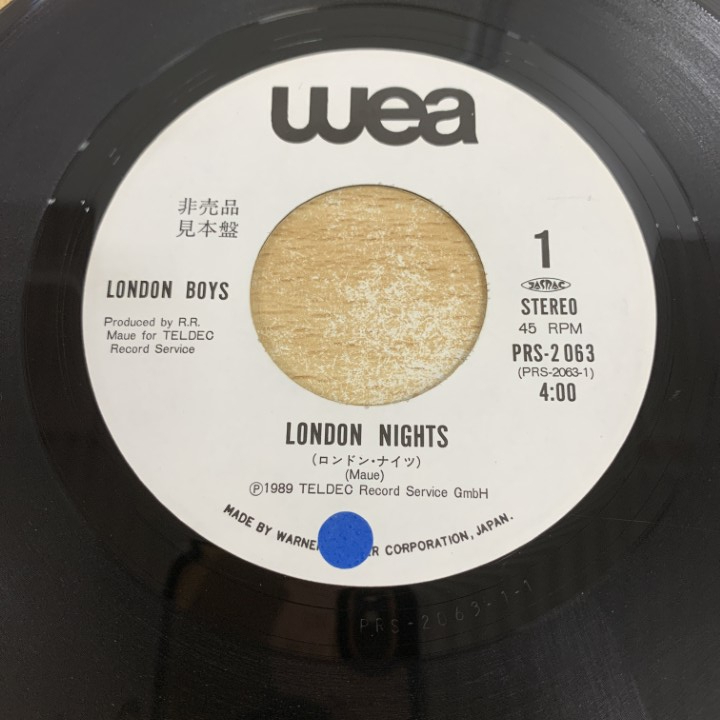 wea
非売品
見本盤
LONDON BOYS
Produced by R.R.
Maue for TELDEC
Record Service
1
JASRAC
STEREO
45 RPM
PRS-2063
(PRS-2063-1)
4:00
LONDON NIGHTS
(ロンドン・ナイツ)
(Maue)
Ⓟ1989 TELDEC Record Service GmbH
MADE BY WARNER CORPORATION, JAPAN.
PRS-2063-1-1